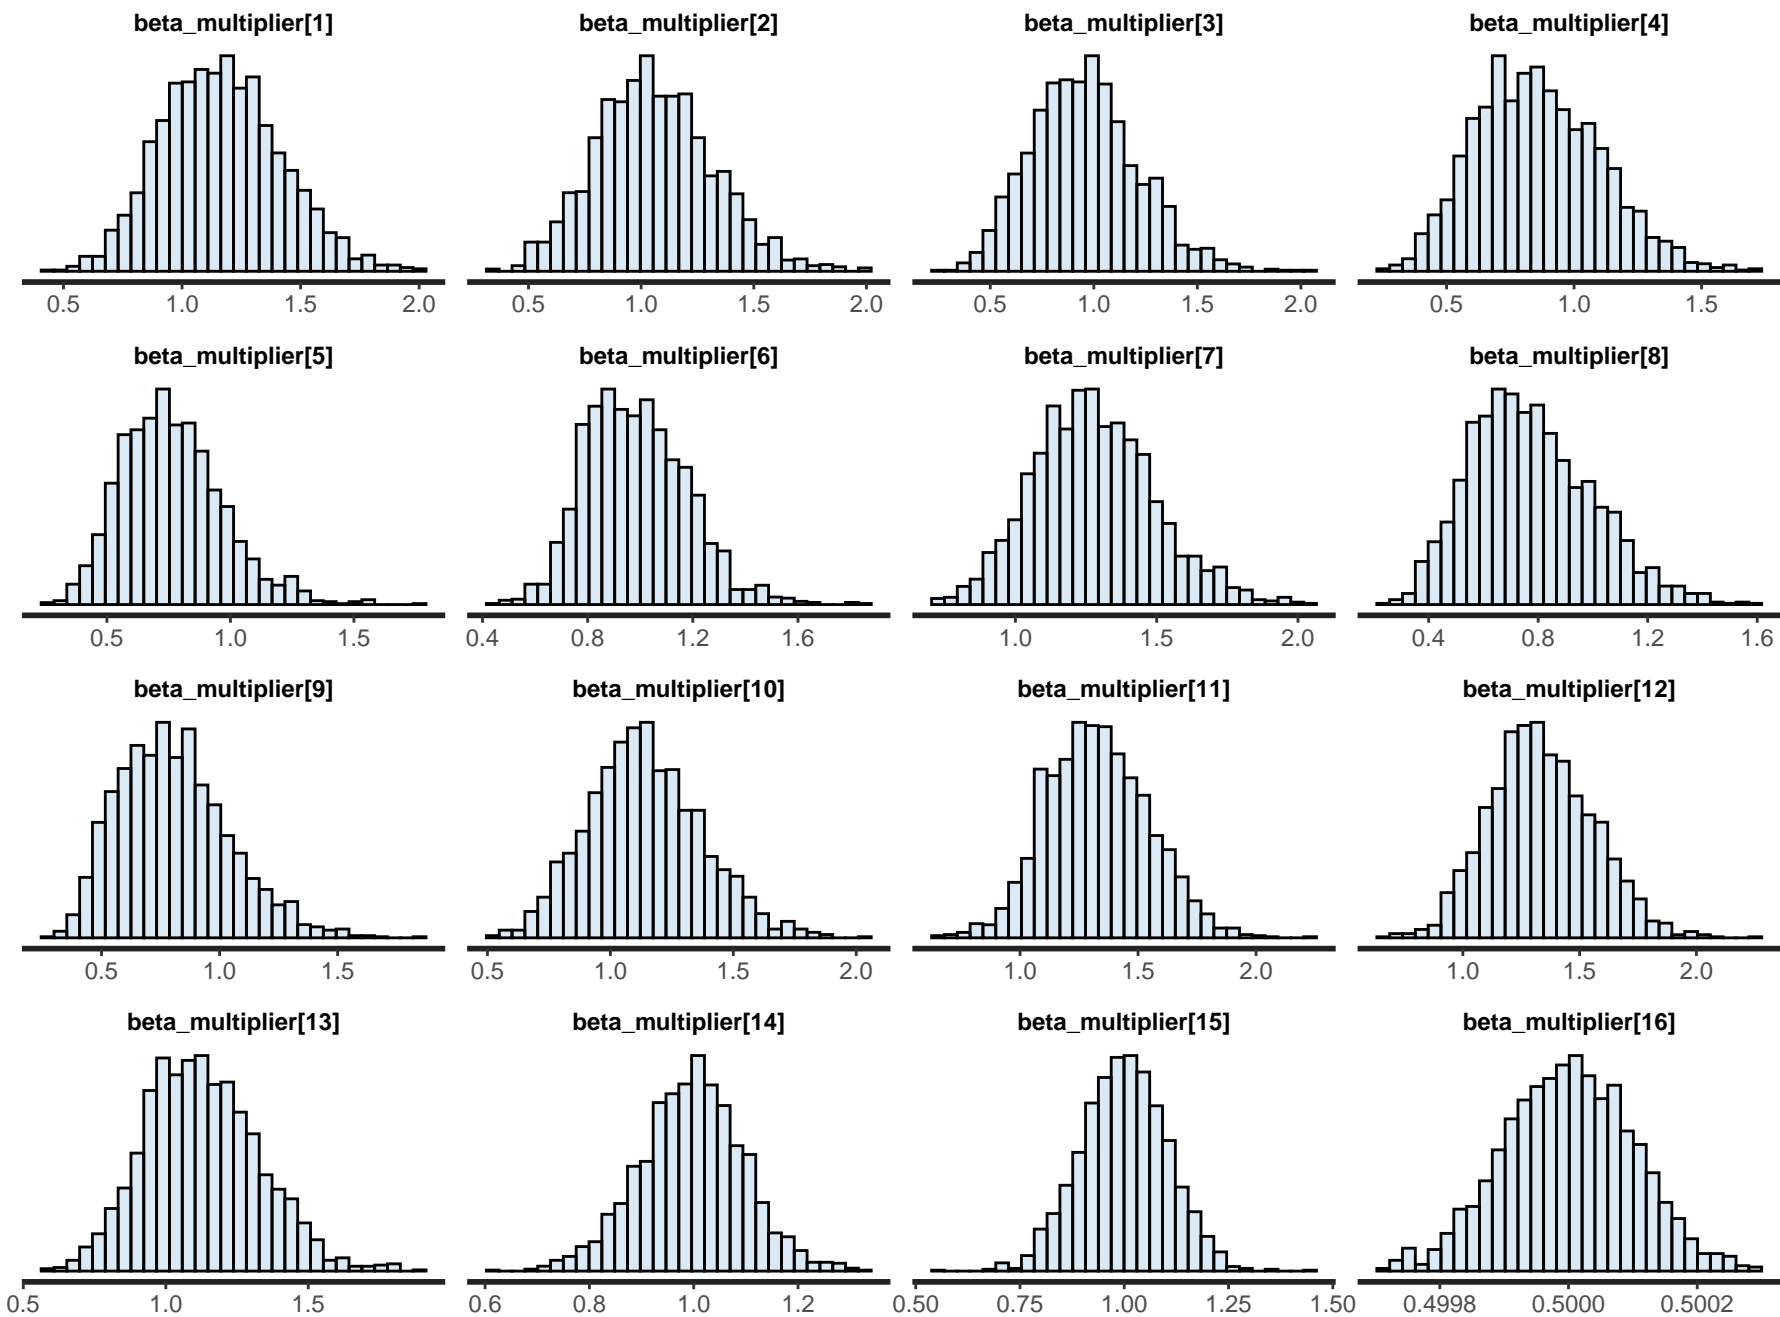 beta_multiplier[1] beta_multiplier[2] beta_multiplier[3] beta_multiplier[4]
0.5 1.0 1.5 2.0 0.5 1.0 1.5 2.0 0.5 1.0 1.5 2.0 0.5 1.0 1.5
beta_multiplier[5] beta_multiplier[6] beta_multiplier[7] beta_multiplier[8]
0.5 1.0 1.5 0.4 0.8 1.2 1.6 1.0 1.5 2.0 0.4 0.8 1.2 1.6
beta_multiplier[9] beta_multiplier[10] beta_multiplier[11] beta_multiplier[12]
0.5 1.0 1.5 0.5 1.0 1.5 2.0 1.0 1.5 2.0 1.0 1.5 2.0
beta_multiplier[13] beta_multiplier[14] beta_multiplier[15] beta_multiplier[16]
0.5 1.0 1.5 0.6 0.8 1.0 1.2 0.50 0.75 1.00 1.25 1.50 0.4998 0.5000 0.5002